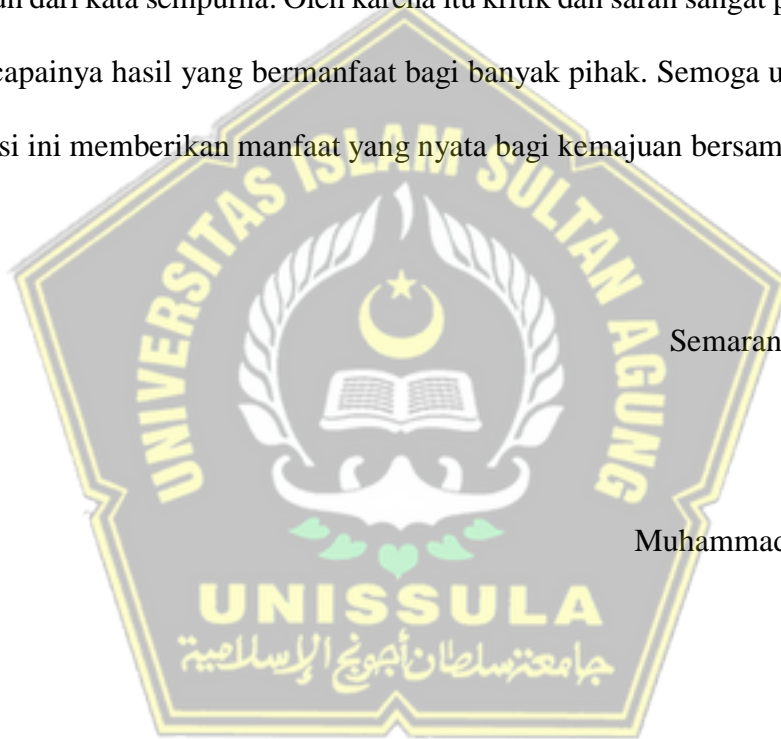 dari kata sempurna. Oleh karena itu kritik dan saran sangat
capainya hasil yang bermanfaat bagi banyak pihak. Semoga
si ini memberikan manfaat yang nyata bagi kemajuan bersam
UNIVERSITAS ISLAM SULTAN AGUNG
Semaran
Muhammad
UNISSULA
جامعة سلطان أجونج الإسلامية